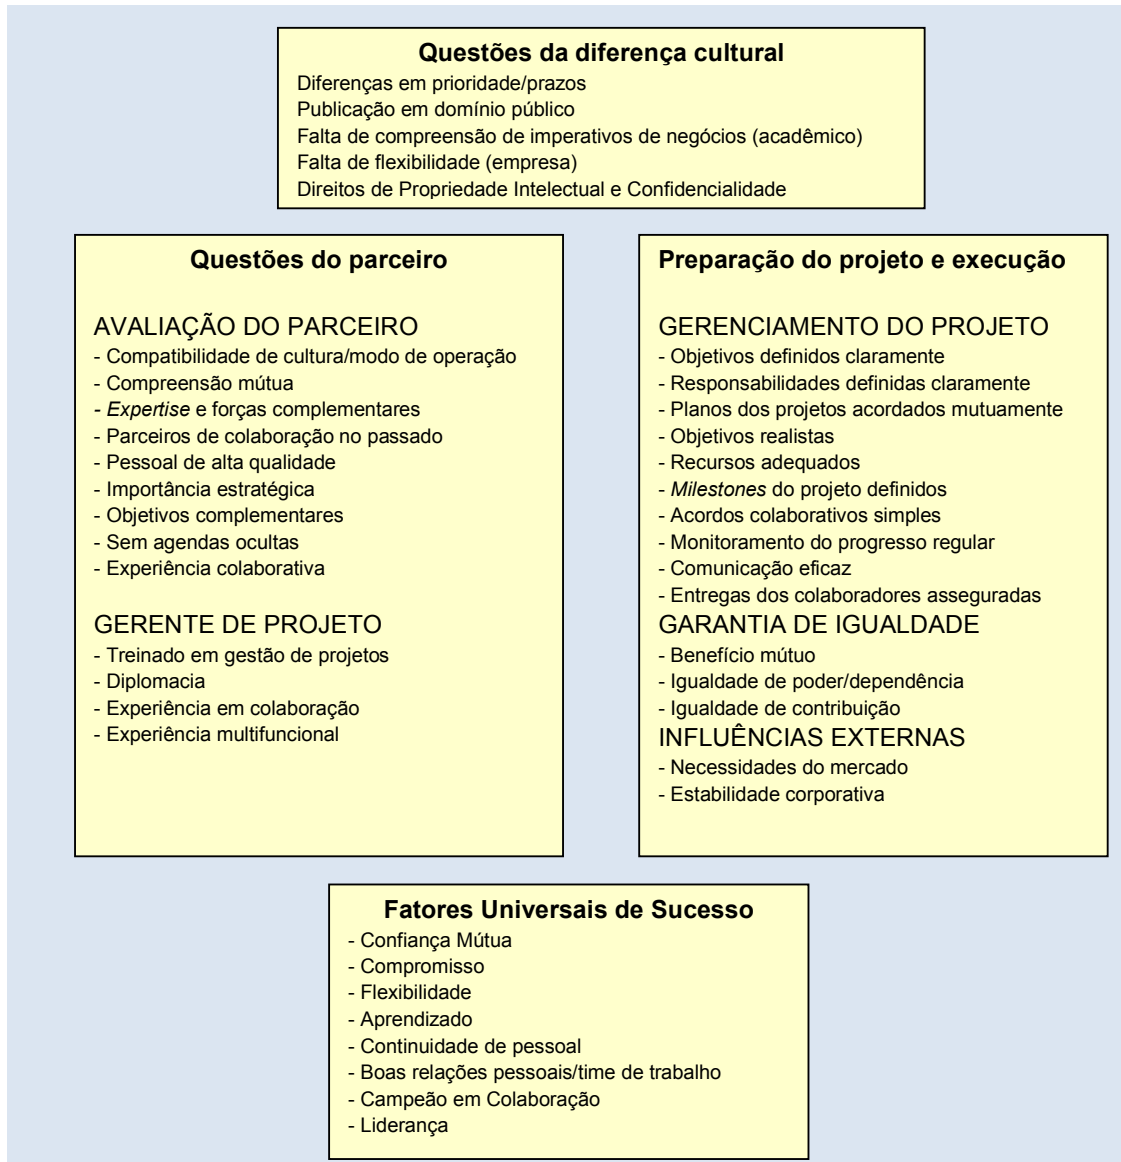 Questões da diferença cultural
Diferenças em prioridade/prazos
Publicação em domínio público
Falta de compreensão de imperativos de negócios (acadêmico)
Falta de flexibilidade (empresa)
Direitos de Propriedade Intelectual e Confidencialidade
Questões do parceiro
AVALIAÇÃO DO PARCEIRO
- Compatibilidade de cultura/modo de operação
- Compreensão mútua
- Expertise e forças complementares
- Parceiros de colaboração no passado
- Pessoal de alta qualidade
- Importância estratégica
- Objetivos complementares
- Sem agendas ocultas
- Experiência colaborativa
GERENTE DE PROJETO
- Treinado em gestão de projetos
- Diplomacia
- Experiência em colaboração
- Experiência multifuncional
Preparação do projeto e execução
GERENCIAMENTO DO PROJETO
- Objetivos definidos claramente
- Responsabilidades definidas claramente
- Planos dos projetos acordados mutuamente
- Objetivos realistas
- Recursos adequados
- Milestones do projeto definidos
- Acordos colaborativos simples
- Monitoramento do progresso regular
- Comunicação eficaz
- Entregas dos colaboradores asseguradas
GARANTIA DE IGUALDADE
- Benefício mútuo
- Igualdade de poder/dependência
- Igualdade de contribuição
INFLUÊNCIAS EXTERNAS
- Necessidades do mercado
- Estabilidade corporativa
Fatores Universais de Sucesso
- Confiança Mútua
- Compromisso
- Flexibilidade
- Aprendizado
- Continuidade de pessoal
- Boas relações pessoais/time de trabalho
- Campeão em Colaboração
- Liderança